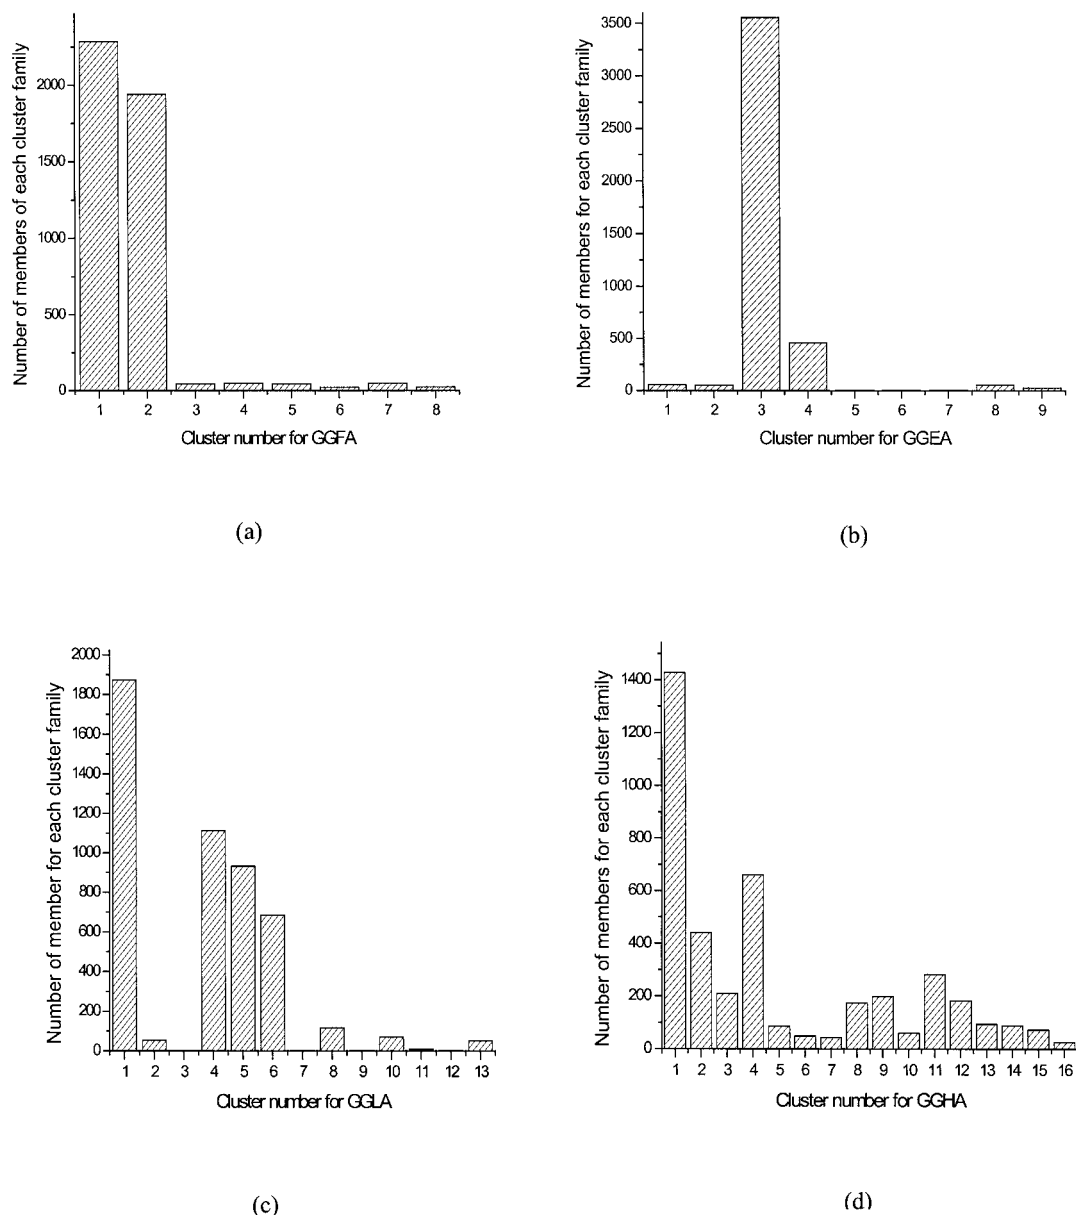 Number of members of each cluster family
2000
1500
1000
500
0
1 2 3 4 5 6 7 8
Cluster number for GGFA
(a)
Number of members for each cluster family
3500
3000
2500
2000
1500
1000
500
0
1 2 3 4 5 6 7 8 9
Cluster number for GGEA
(b)
Number of member for each cluster family
2000
1800
1600
1400
1200
1000
800
600
400
200
0
1 2 3 4 5 6 7 8 9 10 11 12 13
Cluster number for GGLA
(c)
Number of members for each cluster family
1400
1200
1000
800
600
400
200
0
1 2 3 4 5 6 7 8 9 10 11 12 13 14 15 16
Cluster number for GGHA
(d)